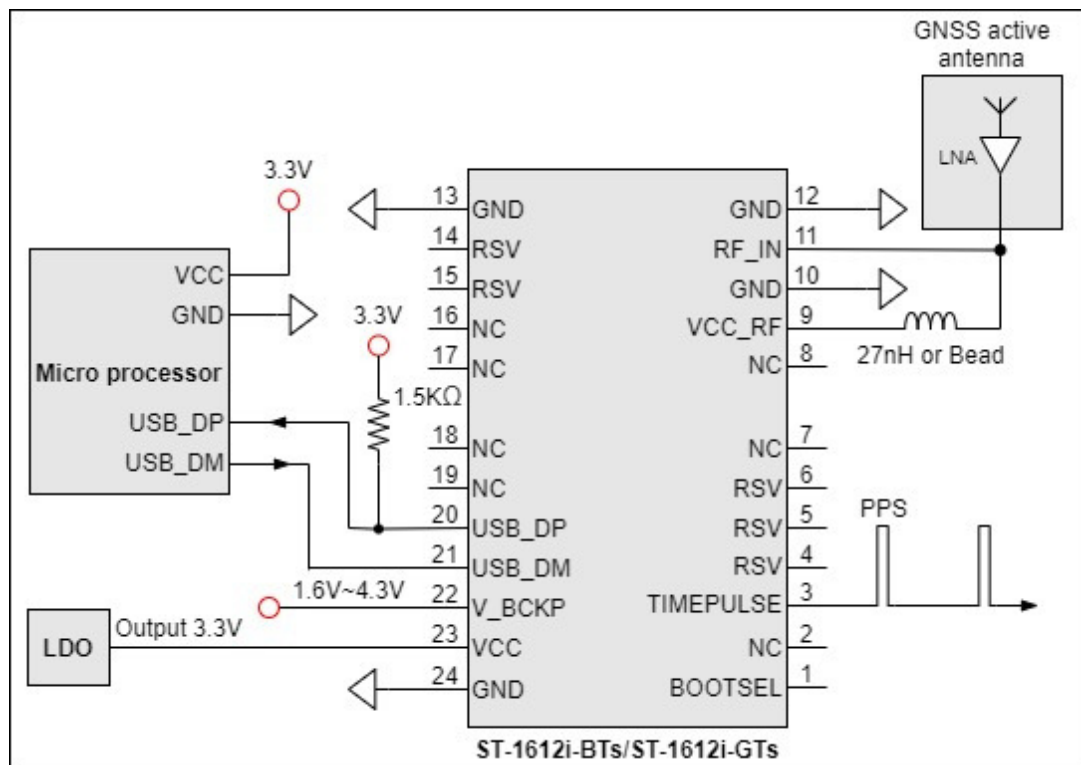 GNSS active
antenna
LNA
3.3V
13 GND
14 RSV
15 RSV
16 NC
17 NC
18 NC
19 NC
20 USB_DP
21 USB_DM
22 V_BCKP
23 VCC
24 GND
12 GND
11 RF_IN
10 GND
9 VCC_RF
8 NC
7 NC
6 RSV
5 RSV
4 RSV
3 TIMEPULSE
2 NC
1 BOOTSEL
27nH or Bead
PPS
VCC
GND
Micro processor
USB_DP
USB_DM
3.3V
1.5KΩ
1.6V~4.3V
LDO
Output 3.3V
ST-1612i-BTs/ST-1612i-GTs